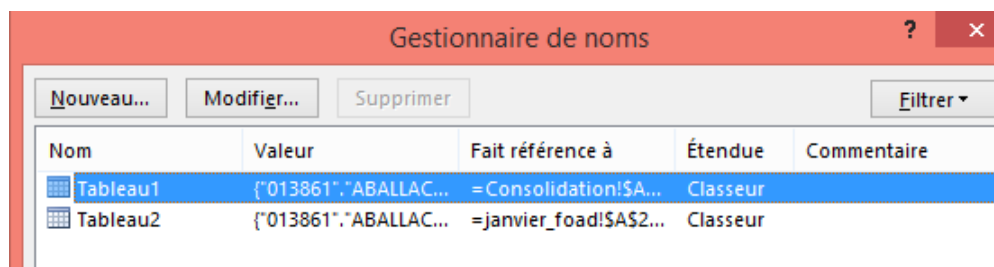 Gestionnaire de noms ?
Nouveau... Modifier... Supprimer Filtrer
Nom Valeur Fait référence à Étendue Commentaire
Tableau1 {"013861"."ABALLAC... =Consolidation!$A... Classeur
Tableau2 {"013861"."ABALLAC... =janvier_foad!$A$2... Classeur